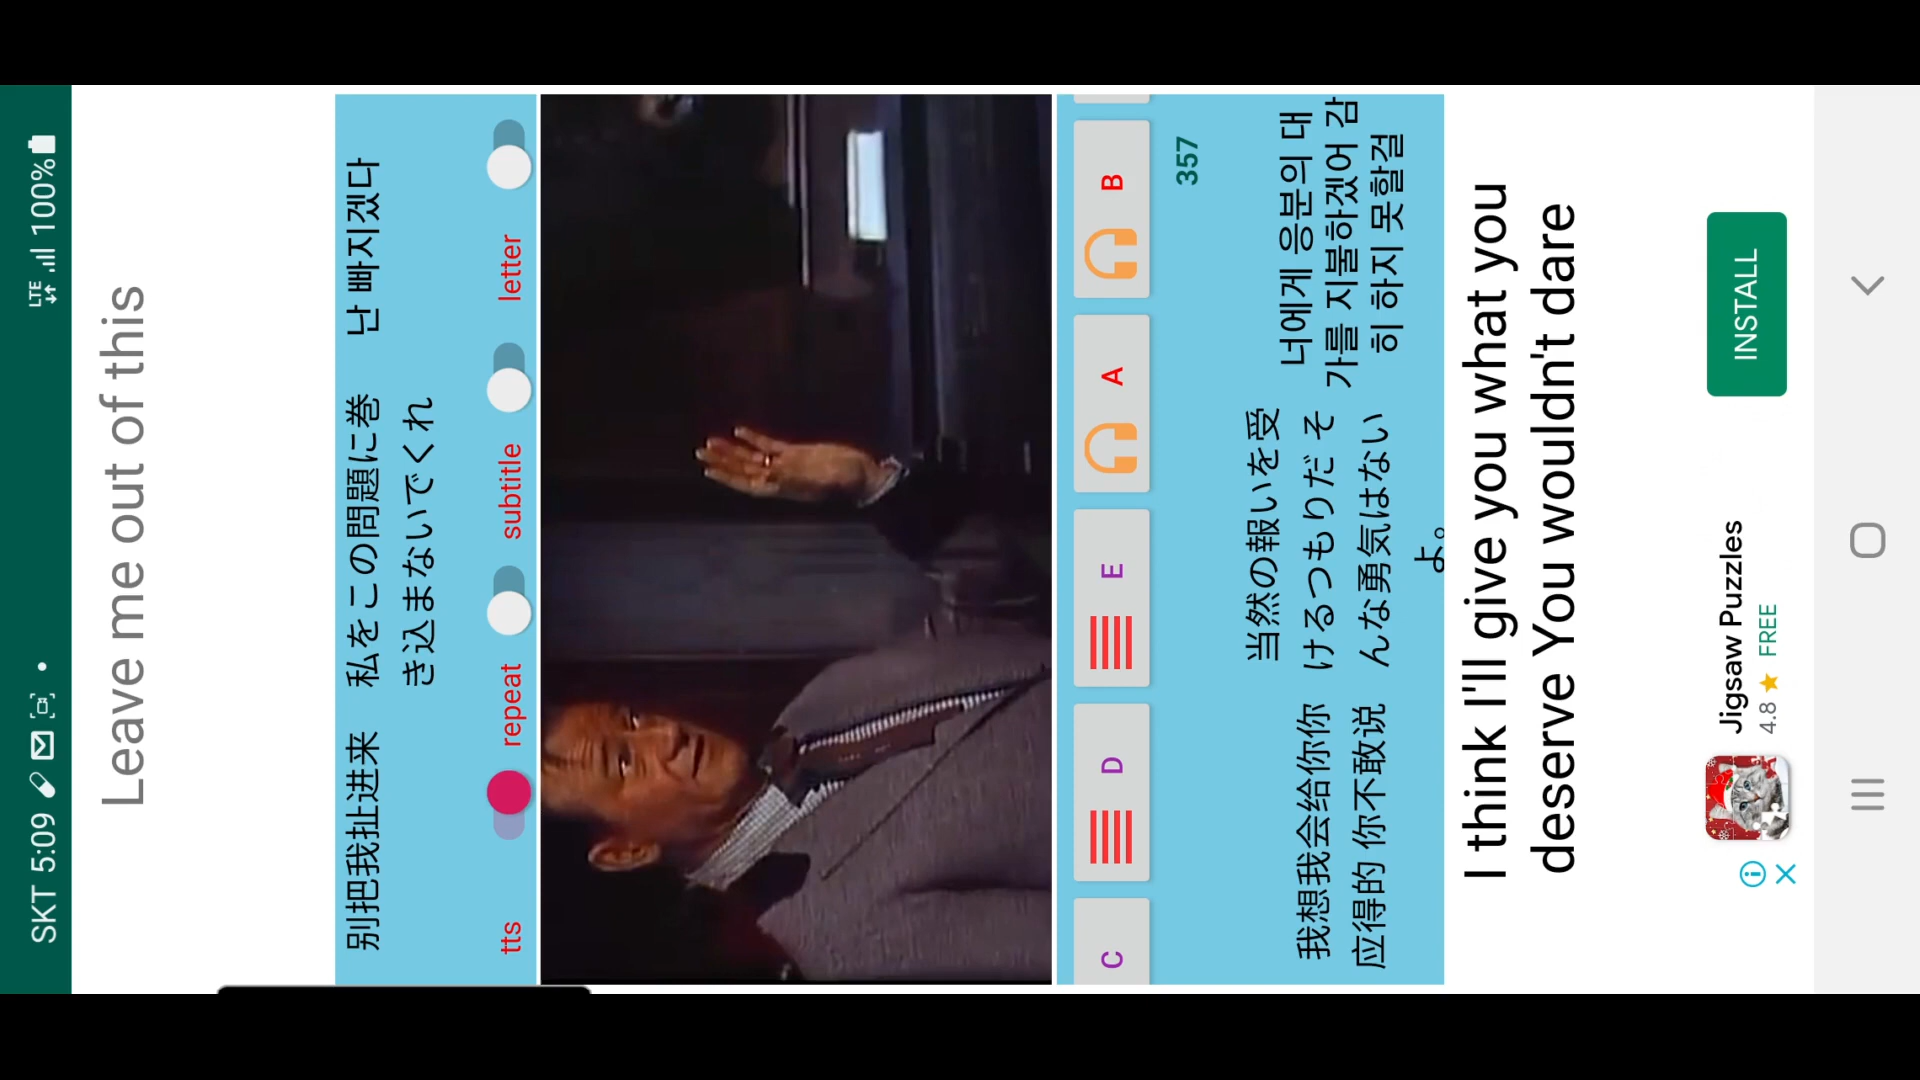 SKT 5:09
LTE 100%
Leave me out of this
别把我扯进来
私をこの問題に巻
き込まないでくれ
난 빠지겠다
tts
repeat
subtitle
letter
C
D
E
A
B
357
我想我会给你你
应得的 你不敢说
当然の報いを受
けるつもりだ そ
んな勇気はない
よ。
너에게 응분의 대
가를 지불하겠어 감
히 하지 못할걸
I think I'll give you what you
deserve You wouldn't dare
Jigsaw Puzzles
4.8 ★ FREE
INSTALL